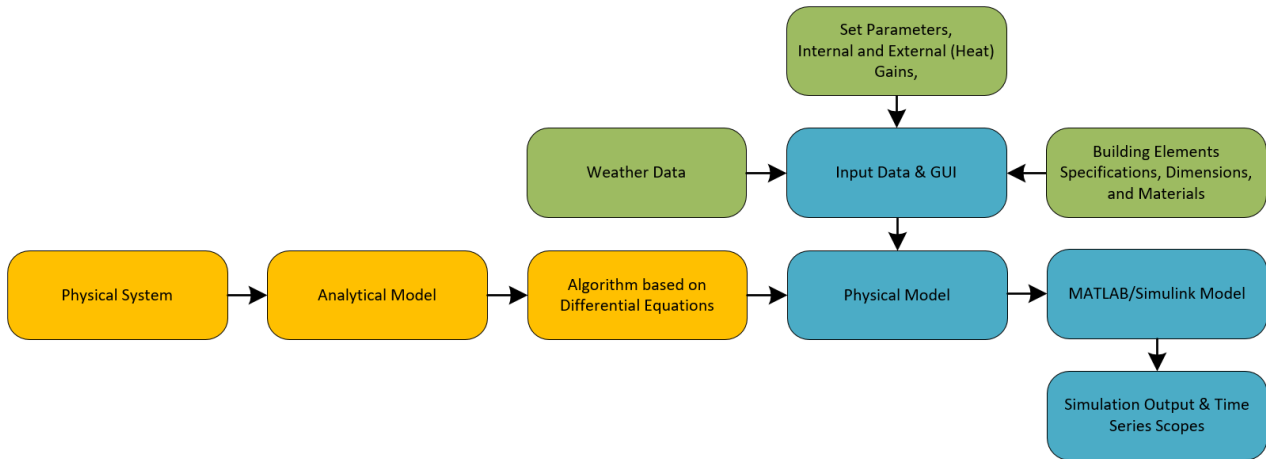 Set Parameters,
Internal and External (Heat)
Gains,
Weather Data
Input Data & GUI
Building Elements
Specifications, Dimensions,
and Materials
Physical System
Analytical Model
Algorithm based on
Differential Equations
Physical Model
MATLAB/Simulink Model
Simulation Output & Time
Series Scopes